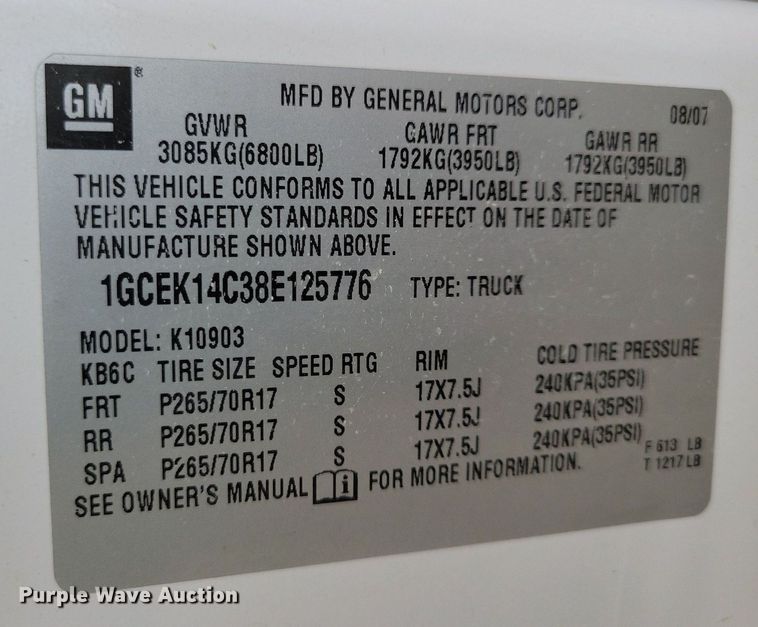 GM ®
MFD BY GENERAL MOTORS CORP. 08/07
GVWR GAWR FRT GAWR RR
3085KG(6800LB) 1792KG(3950LB) 1792KG(3950LB)
THIS VEHICLE CONFORMS TO ALL APPLICABLE U.S. FEDERAL MOTOR
VEHICLE SAFETY STANDARDS IN EFFECT ON THE DATE OF
MANUFACTURE SHOWN ABOVE.
1GCEK14C38E125776 TYPE: TRUCK
MODEL: K10903
KB6C TIRE SIZE SPEED RTG RIM COLD TIRE PRESSURE
FRT P265/70R17 S 17X7.5J 240KPA(35PSI)
RR P265/70R17 S 17X7.5J 240KPA(35PSI)
SPA P265/70R17 S 17X7.5J 240KPA(35PSI)
F 613 LB
T 1217 LB
SEE OWNER'S MANUAL i FOR MORE INFORMATION.
Purple Wave Auction